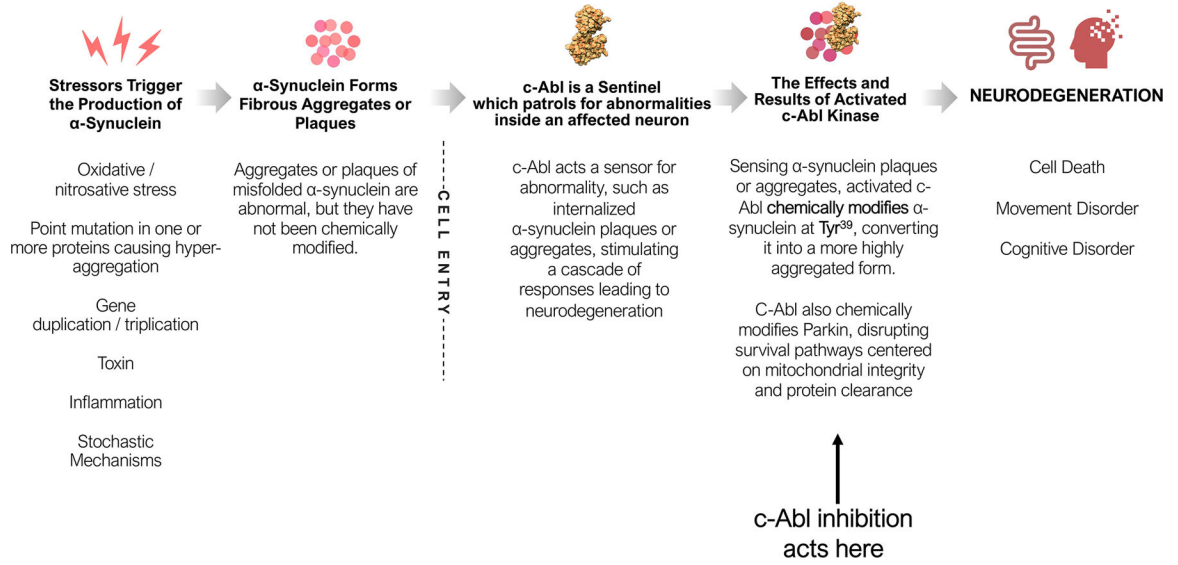 Stressors Trigger
the Production of
α-Synuclein
Oxidative /
nitrosative stress
Point mutation in one or
more proteins causing hyper-
aggregation
Gene
duplication / triplication
Toxin
Inflammation
Stochastic
Mechanisms
α-Synuclein Forms
Fibrous Aggregates or
Plaques
Aggregates or plaques of
misfolded α-synuclein are
abnormal, but they have
not been chemically
modified.
CELL ENTRY
c-Abl is a Sentinel
which patrols for abnormalities
inside an affected neuron
c-Abl acts a sensor for
abnormality, such as
internalized
α-synuclein plaques or
aggregates, stimulating
a cascade of
responses leading to
neurodegeneration
The Effects and
Results of Activated
c-Abl Kinase
Sensing α-synuclein plaques
or aggregates, activated c-
Abl chemically modifies α-
synuclein at Tyr³⁹, converting
it into a more highly
aggregated form.
C-Abl also chemically
modifies Parkin, disrupting
survival pathways centered
on mitochondrial integrity
and protein clearance
c-Abl inhibition
acts here
NEURODEGENERATION
Cell Death
Movement Disorder
Cognitive Disorder